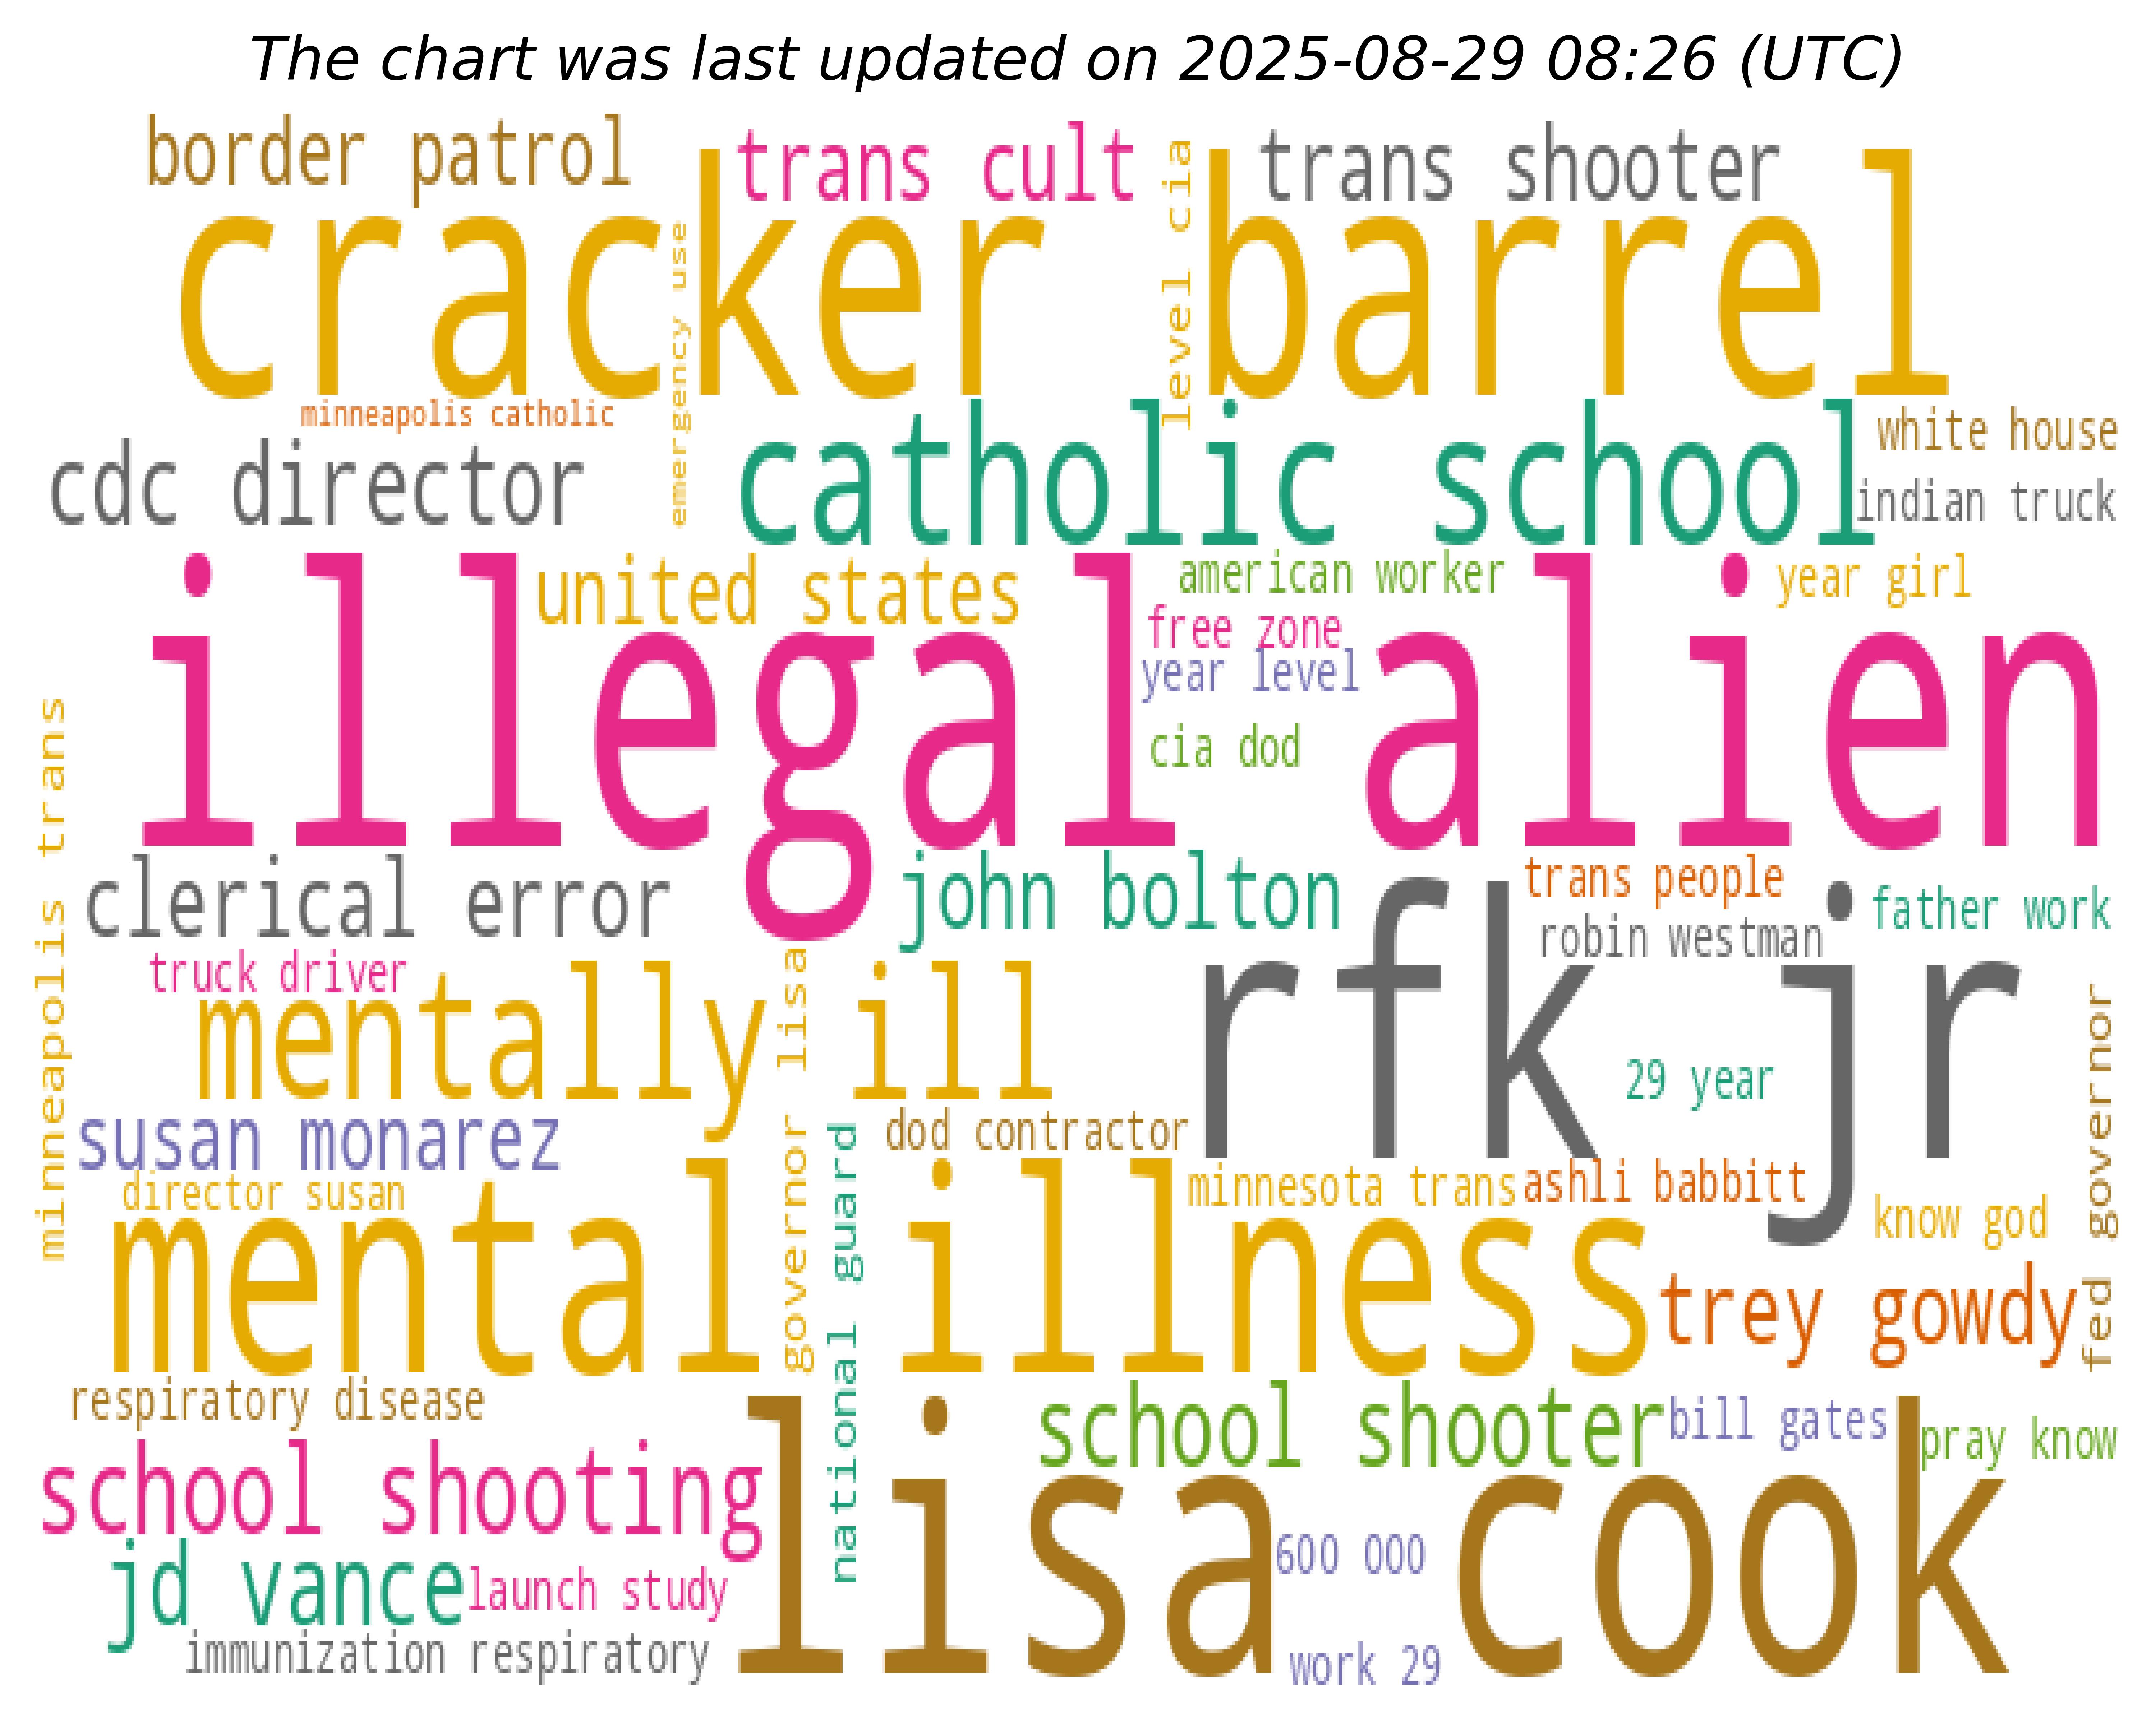 The chart was last updated on 2025-08-29 08:26 (UTC)
border patrol
trans cult
level cia
trans shooter
cracker barrel
emergency use
minneapolis catholic
catholic school
white house
cdc director
indian truck
illegal alien
united states
american worker
year girl
free zone
year level
cia dod
minneapolis trans
clerical error
john bolton
trans people
father work
robin westman
truck driver
rfk jr
mentally ill
governor lisa
29 year
fed governor
susan monarez
dod contractor
national guard
director susan
minnesota trans
ashli babbitt
know god
mental illness
trey gowdy
respiratory disease
school shooter
bill gates
pray know
school shooting
lisa cook
600 000
jd vance
launch study
immunization respiratory
work 29